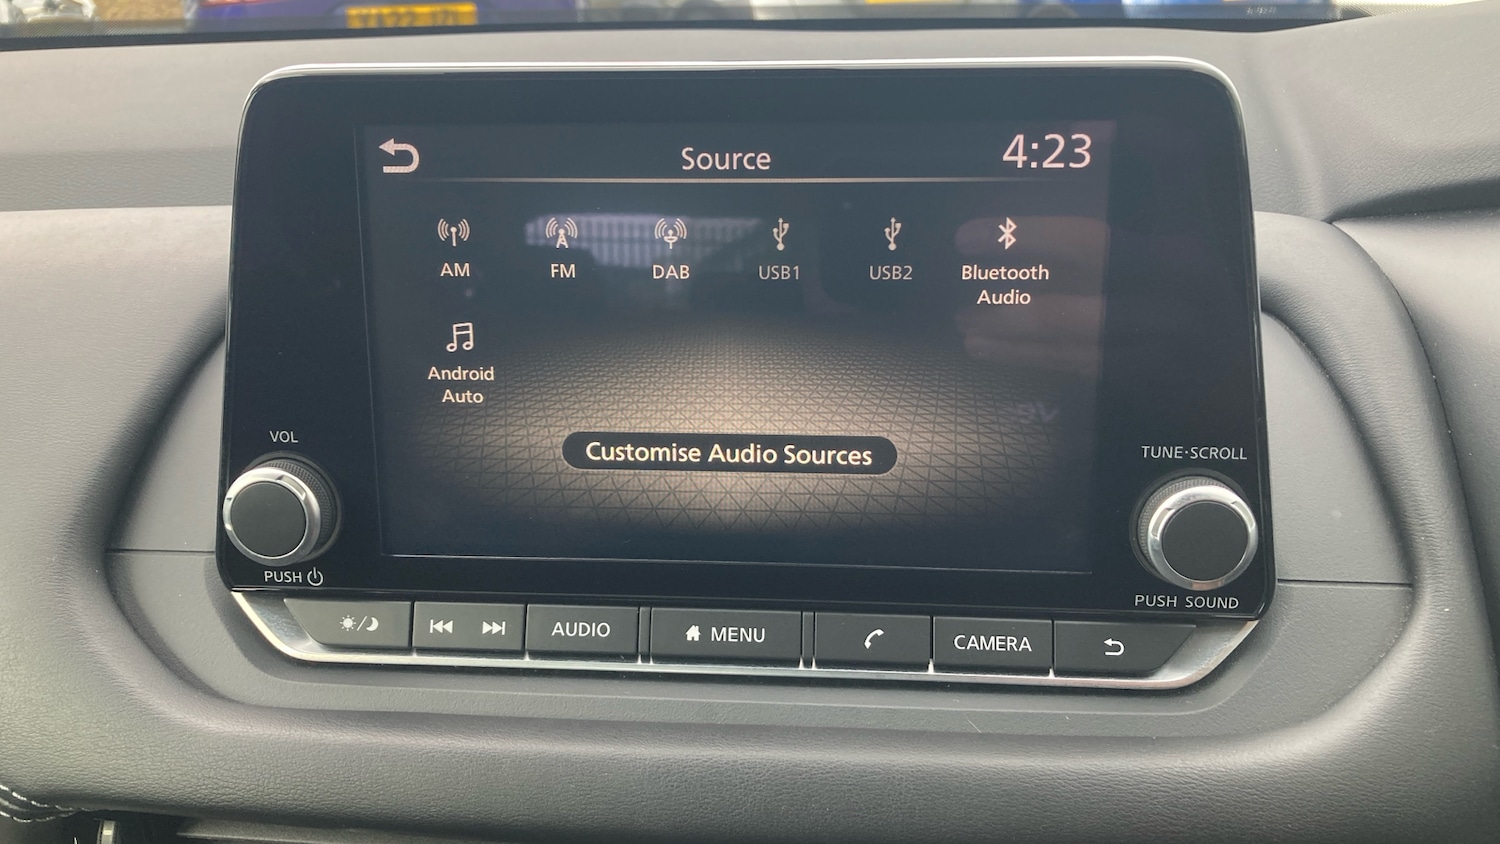 Source
4:23
AM
FM
DAB
USB1
USB2
Bluetooth
Audio
Android
Auto
Customise Audio Sources
VOL
TUNE·SCROLL
PUSH
PUSH SOUND
AUDIO
MENU
CAMERA